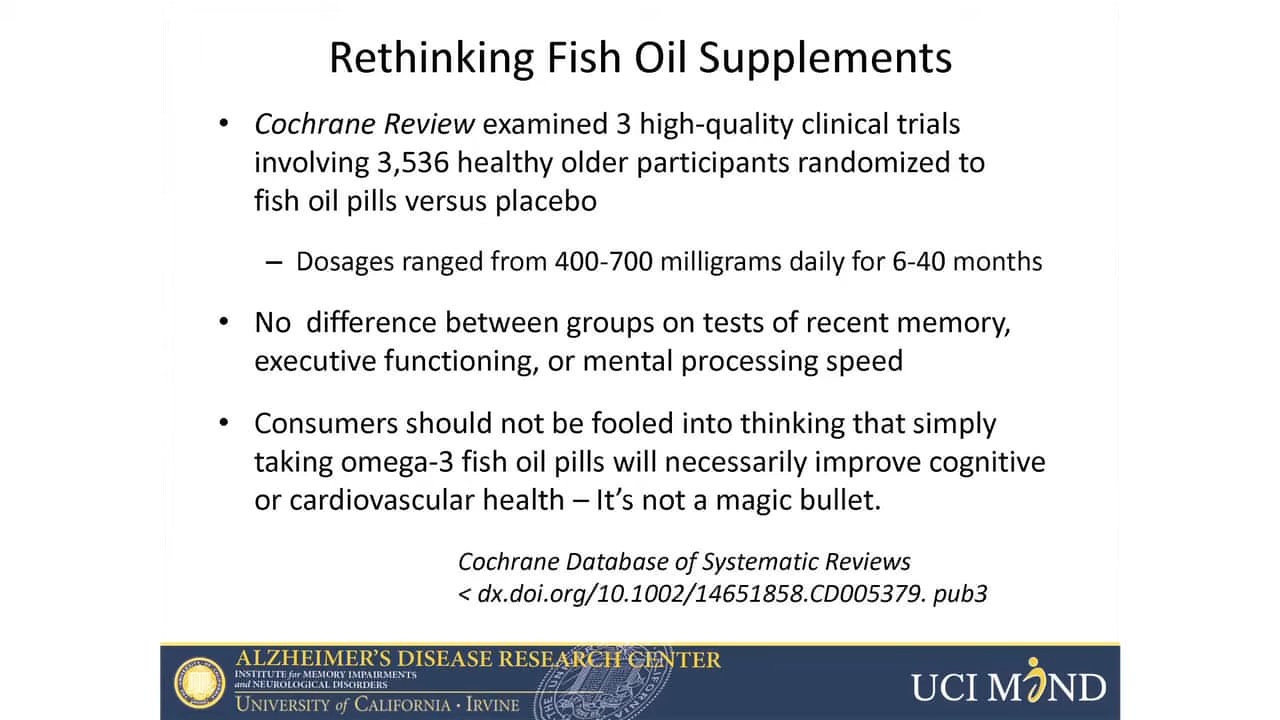 Rethinking Fish Oil Supplements
• Cochrane Review examined 3 high-quality clinical trials
involving 3,536 healthy older participants randomized to
fish oil pills versus placebo
– Dosages ranged from 400-700 milligrams daily for 6-40 months
• No  difference between groups on tests of recent memory,
executive functioning, or mental processing speed
• Consumers should not be fooled into thinking that simply
taking omega-3 fish oil pills will necessarily improve cognitive
or cardiovascular health – It’s not a magic bullet.
Cochrane Database of Systematic Reviews
< dx.doi.org/10.1002/14651858.CD005379. pub3
ALZHEIMER’S DISEASE RESEARCH CENTER
INSTITUTE for MEMORY IMPAIRMENTS
and NEUROLOGICAL DISORDERS
UNIVERSITY of CALIFORNIA · IRVINE
UCI MIND